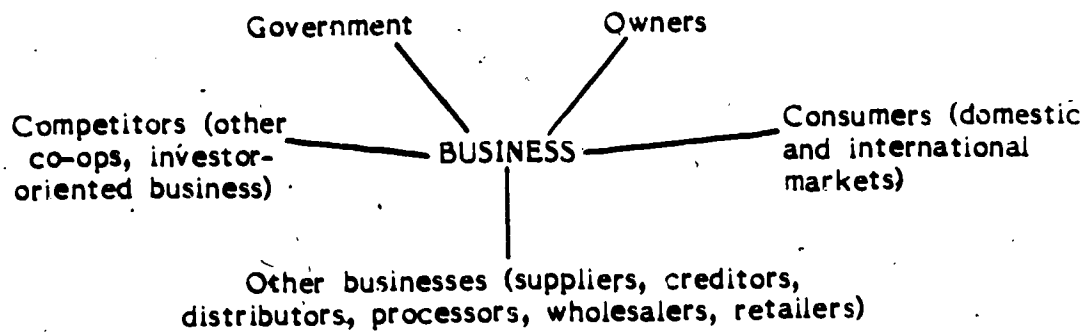 Government
Owners
Competitors (other
co-ops, investor-
oriented business)
BUSINESS
Consumers (domestic
and international
markets)
Other businesses (suppliers, creditors,
distributors, processors, wholesalers, retailers)